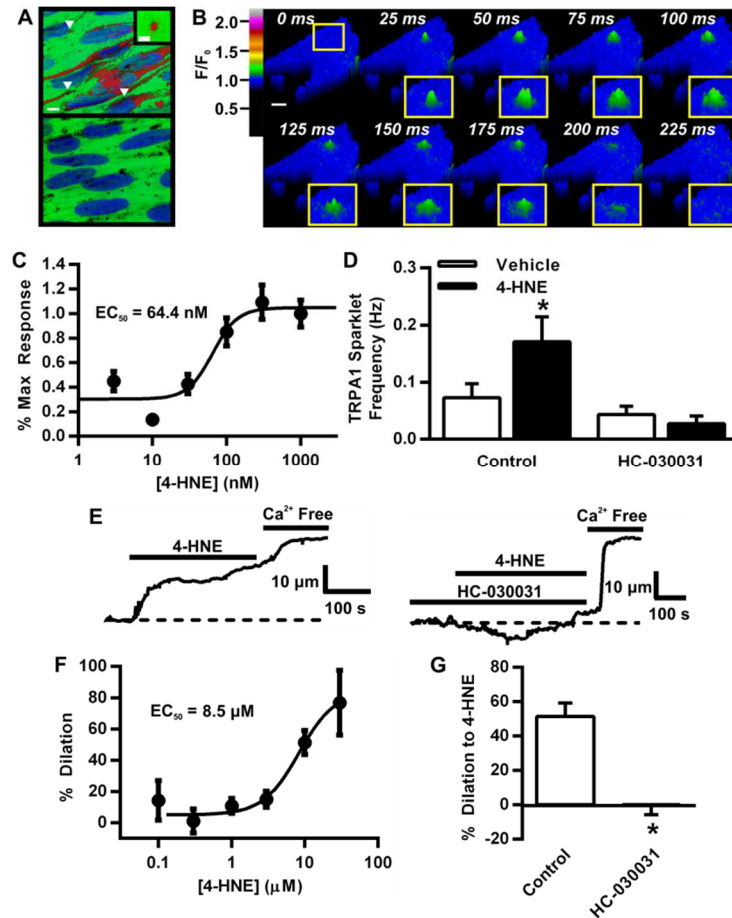 A
B
F/F0
2.0
1.5
1.0
0.5
0 ms
25 ms
50 ms
75 ms
100 ms
125 ms
150 ms
175 ms
200 ms
225 ms
C
% Max Response
1.6
1.4
1.2
1.0
0.8
0.6
0.4
0.2
0.0
EC50 = 64.4 nM
1
10
100
1000
[4-HNE] (nM)
D
Vehicle
4-HNE
TRPA1 Sparklet
Frequency (Hz)
0.3
0.2
0.1
0.0
*
Control
HC-030031
E
Ca2+ Free
4-HNE
10 µm
100 s
Ca2+ Free
4-HNE
HC-030031
10 µm
100 s
F
% Dilation
100
80
60
40
20
0
EC50 = 8.5 µM
0.1
1
10
100
[4-HNE] (µM)
G
% Dilation to 4-HNE
80
60
40
20
0
-20
*
Control
HC-030031